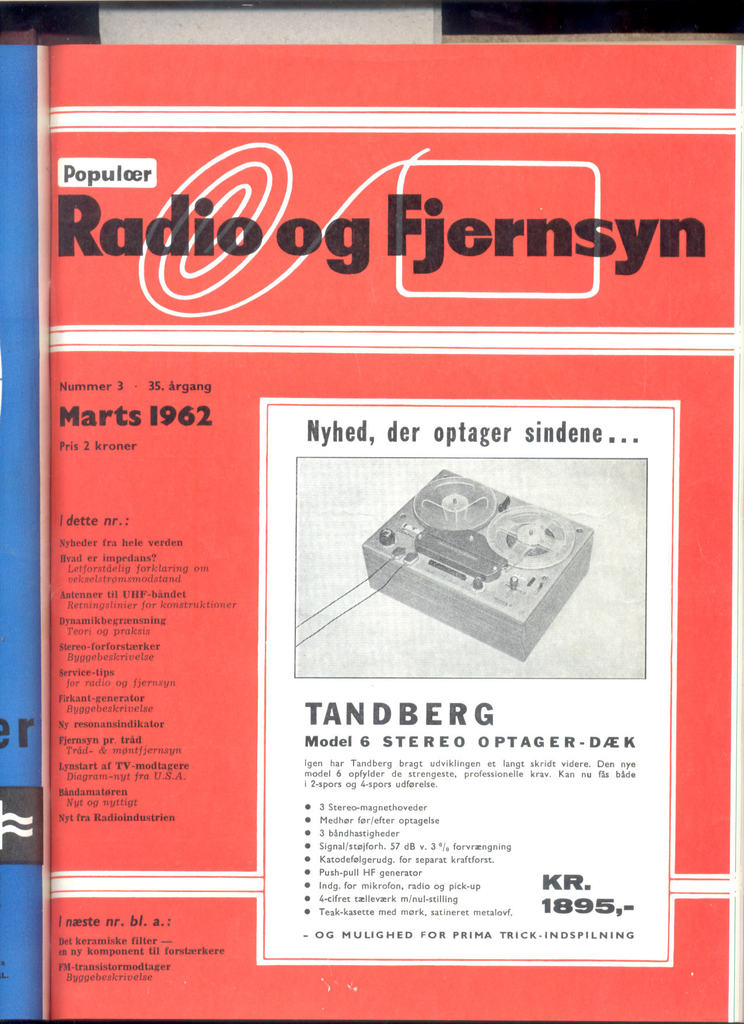 Populær
Radio og Fjernsyn
Nummer 3 · 35. årgang
Marts 1962
Pris 2 kroner
I dette nr.:
Nyheder fra hele verden
Hvad er impedans?
Letforståelig forklaring om
vekselstrømsmodstand
Antenner til UHF-båndet
Retningslinier for konstruktioner
Dynamikbegrænsning
Teori og praksis
Stereo-forforstærker
Byggebeskrivelse
Service-tips
for radio og fjernsyn
Firkant-generator
Byggebeskrivelse
Ny resonansindikator
Fjernsyn pr. tråd
Tråd- & møntfjernsyn
Lynstart af TV-modtagere
Diagram-nyt fra U.S.A.
Båndamatøren
Nyt og nyttigt
Nyt fra Radioindustrien
I næste nr. bl. a.:
Det keramiske filter —
en ny komponent til forstærkere
FM-transistormodtager
Byggebeskrivelse
Nyhed, der optager sindene...
TANDBERG
Model 6 STEREO OPTAGER-DÆK
Igen har Tandberg bragt udviklingen et langt skridt videre. Den nye
model 6 opfylder de strengeste, professionelle krav. Kan nu fås både
i 2-spors og 4-spors udførelse.
● 3 Stereo-magnethoveder
● Medhør før/efter optagelse
● 3 båndhastigheder
● Signal/støjforh. 57 dB v. 3 % forvrængning
● Katodefølgerudg. for separat kraftforst.
● Push-pull HF generator
● Indg. for mikrofon, radio og pick-up
● 4-cifret tælleværk m/nul-stilling
● Teak-kasette med mørk, satineret metalovf.
KR.
1895,-
– OG MULIGHED FOR PRIMA TRICK-INDSPILNING
er
L.